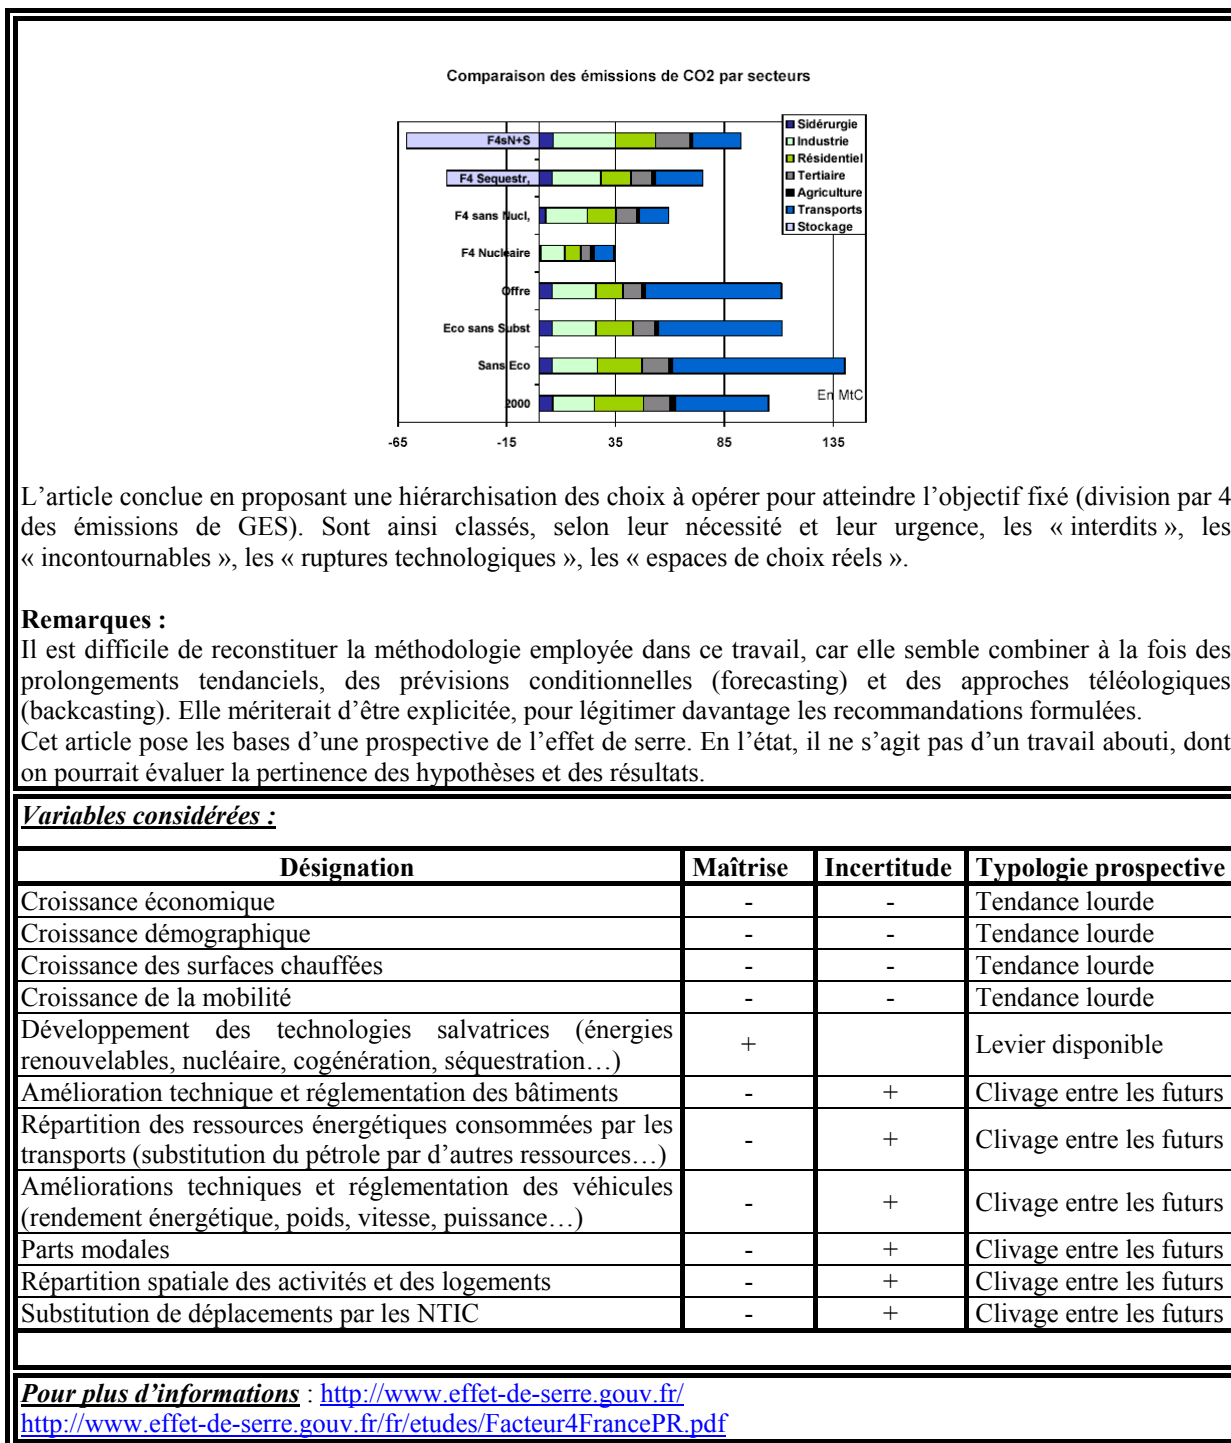 Comparaison des émissions de CO2 par secteurs
F4sN+S
F4 Sequestr,
F4 sans Nucl,
F4 Nucléaire
Offre
Eco sans Subst
Sans Eco
2000
Sidérurgie
Industrie
Résidentiel
Tertiaire
Agriculture
Transports
Stockage
En MtC
-65 -15 35 85 135
L’article conclue en proposant une hiérarchisation des choix à opérer pour atteindre l’objectif fixé (division par 4
des émissions de GES). Sont ainsi classés, selon leur nécessité et leur urgence, les « interdits », les
« incontournables », les « ruptures technologiques », les « espaces de choix réels ».
Remarques :
Il est difficile de reconstituer la méthodologie employée dans ce travail, car elle semble combiner à la fois des
prolongements tendanciels, des prévisions conditionnelles (forecasting) et des approches téléologiques
(backcasting). Elle mériterait d’être explicitée, pour légitimer davantage les recommandations formulées.
Cet article pose les bases d’une prospective de l’effet de serre. En l’état, il ne s’agit pas d’un travail abouti, dont
on pourrait évaluer la pertinence des hypothèses et des résultats.
Variables considérées :
Désignation Maîtrise Incertitude Typologie prospective
Croissance économique - - Tendance lourde
Croissance démographique - - Tendance lourde
Croissance des surfaces chauffées - - Tendance lourde
Croissance de la mobilité - - Tendance lourde
Développement des technologies salvatrices (énergies
renouvelables, nucléaire, cogénération, séquestration…) + Levier disponible
Amélioration technique et réglementation des bâtiments - + Clivage entre les futurs
Répartition des ressources énergétiques consommées par les
transports (substitution du pétrole par d’autres ressources…) - + Clivage entre les futurs
Améliorations techniques et réglementation des véhicules
(rendement énergétique, poids, vitesse, puissance…) - + Clivage entre les futurs
Parts modales - + Clivage entre les futurs
Répartition spatiale des activités et des logements - + Clivage entre les futurs
Substitution de déplacements par les NTIC - + Clivage entre les futurs
Pour plus d’informations : http://www.effet-de-serre.gouv.fr/
http://www.effet-de-serre.gouv.fr/fr/etudes/Facteur4FrancePR.pdf